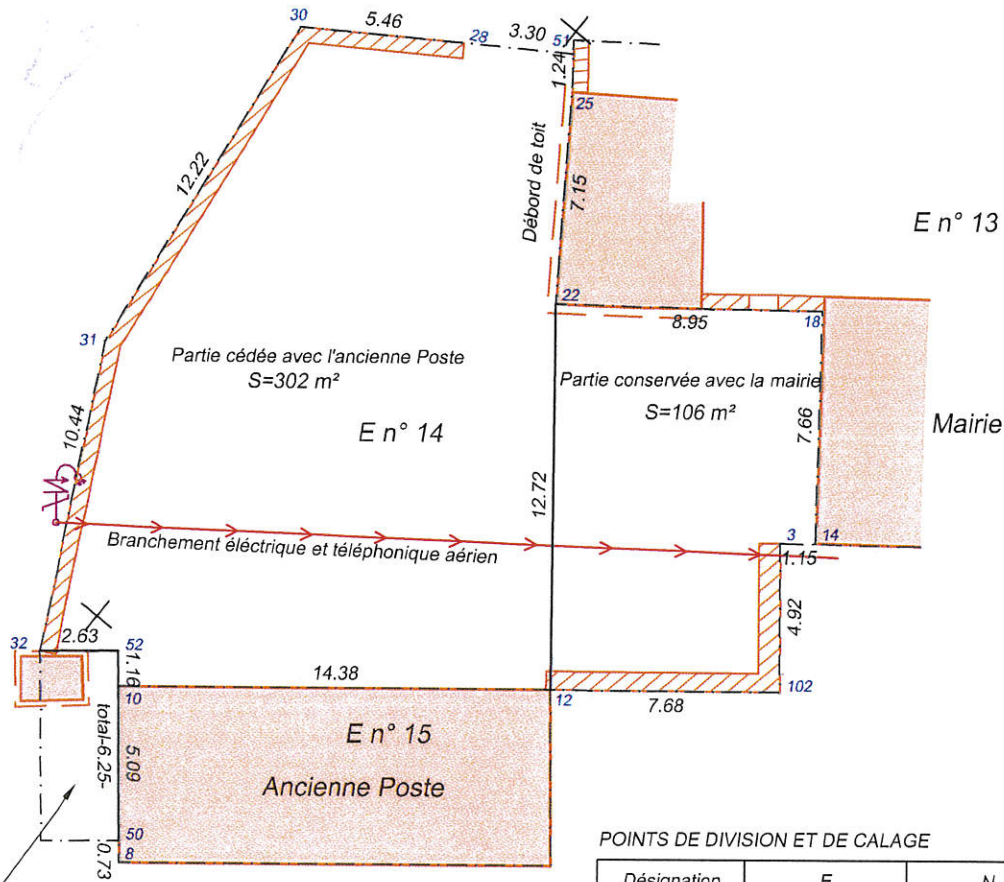 30
5.46
28
3.30
51
1.24
25
12.22
Débord de toit
7.15
E n° 13
22
8.95
18
31
Partie cédée avec l'ancienne Poste
S=302 m²
Partie conservée avec la mairie
S=106 m²
E n° 14
10.44
7.66
Mairie
12.72
Branchement électrique et téléphonique aérien
3
14
1.15
4.92
32
2.63
52
1.16
14.38
10
12
102
7.68
E n° 15
total-6.25-
5.09
Ancienne Poste
50
0.73
8
POINTS DE DIVISION ET DE CALAGE
Désignation E N